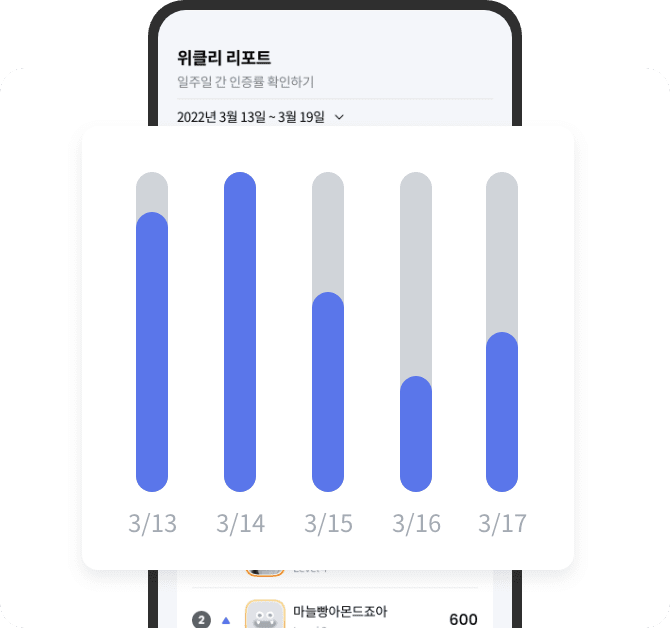 위클리 리포트
일주일 간 인증률 확인하기
2022년 3월 13일 ~ 3월 19일
3/13 3/14 3/15 3/16 3/17
2 마늘빵아몬드죠아 600